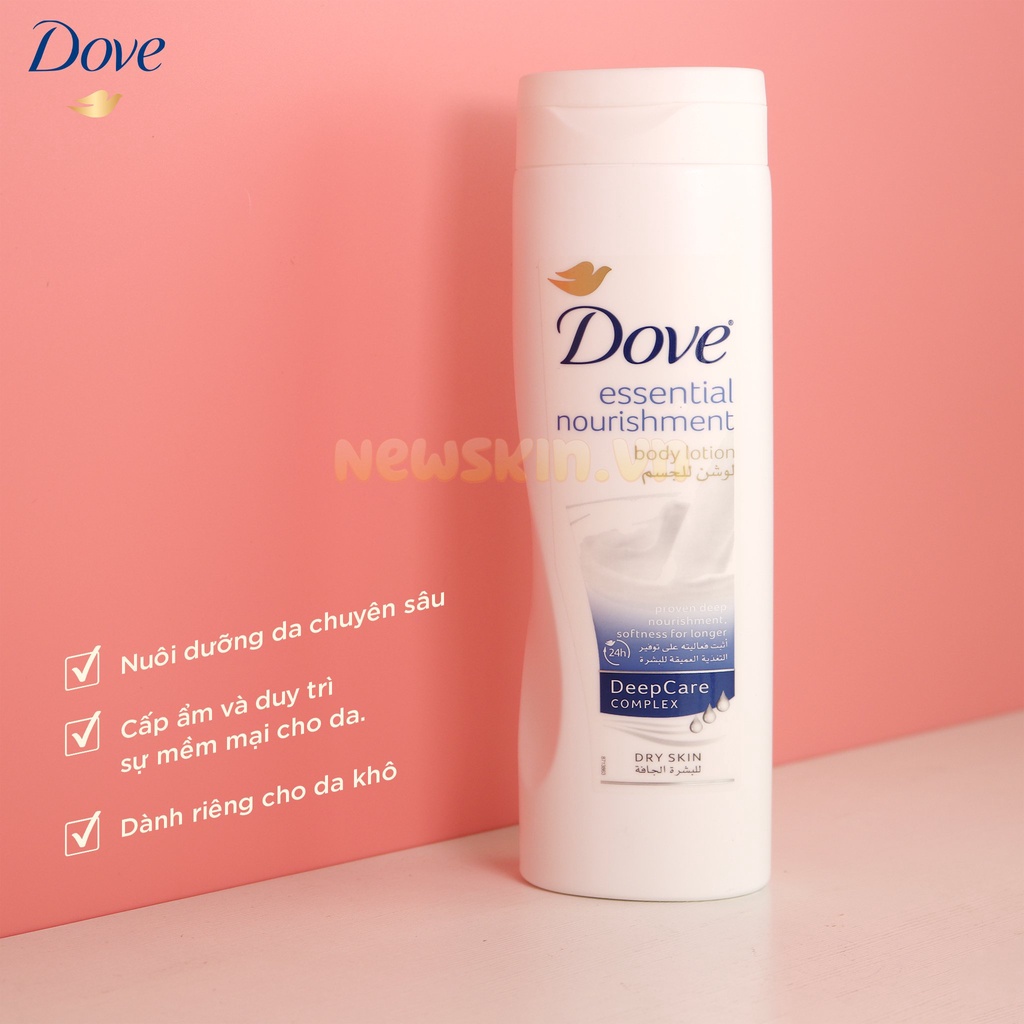 Dove
Dove®
essential
nourishment
body lotion
لوشن للجسم
NEWSKIN.VN
proven deep
nourishment,
softness for longer
24h
أثبت فعاليته على توفير
التغذية العميقة للبشرة
DeepCare
COMPLEX
DRY SKIN
للبشرة الجافة
Nuôi dưỡng da chuyên sâu
Cấp ẩm và duy trì
sự mềm mại cho da.
Dành riêng cho da khô